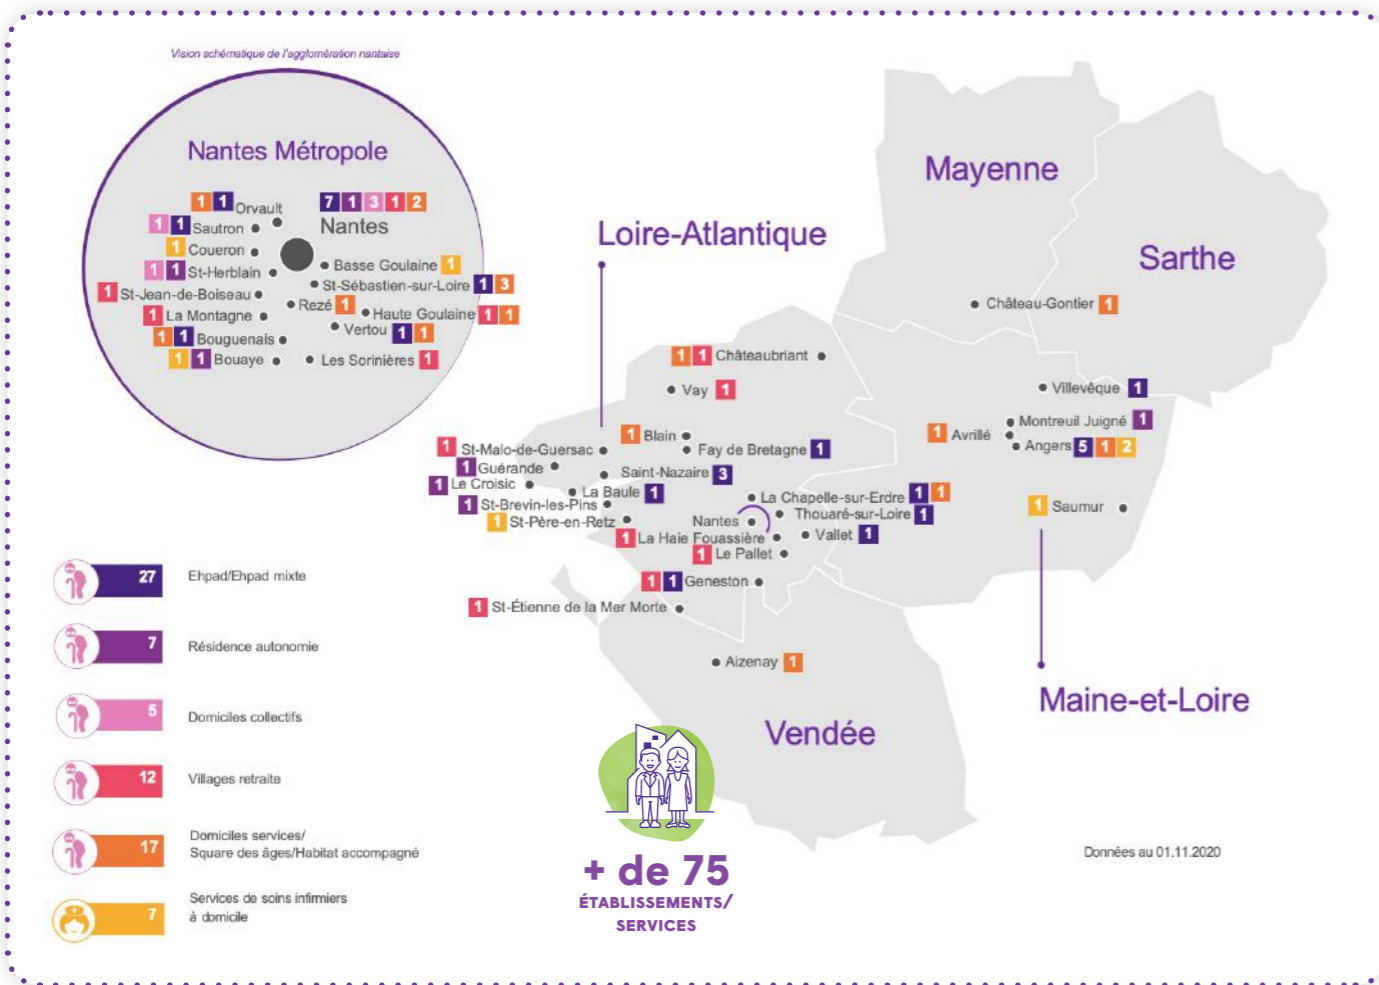 Vision schématique de l'agglomération nantaise
Nantes Métropole
1 1 Orvault
7 1 3 1 2
Nantes
1 1 Sautron
1 Coueron
1 1 St-Herblain
Basse Goulaine 1
St-Sébastien-sur-Loire 1 3
1 St-Jean-de-Boiseau
Rezé 1
Haute Goulaine 1 1
1 La Montagne
Vertou 1 1
1 1 Bouguenais
1 1 Bouaye
Les Sorinières 1
Mayenne
Sarthe
Loire-Atlantique
Château-Gontier 1
1 1 Châteaubriant
Vay 1
Villevêque 1
Montreuil Juigné 1
1 Avrillé
Angers 5 1 2
1 Blain
Fay de Bretagne 1
1 St-Malo-de-Guersac
1 Guérande
Saint-Nazaire 3
1 Le Croisic
La Baule 1
1 St-Brevin-les-Pins
1 St-Père-en-Retz
La Chapelle-sur-Erdre 1 1
Thouaré-sur-Loire 1
Nantes
Vallet 1
1 La Haie Fouassière
1 Le Pallet
1 Saumur
1 1 Geneston
1 St-Étienne de la Mer Morte
Aizenay 1
Vendée
Maine-et-Loire
27 Ehpad/Ehpad mixte
7 Résidence autonomie
5 Domiciles collectifs
12 Villages retraite
17 Domiciles services/
Square des âges/Habitat accompagné
7 Services de soins infirmiers
à domicile
+ de 75
ÉTABLISSEMENTS/
SERVICES
Données au 01.11.2020